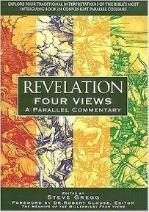 EXPLORE FOUR TRADITIONAL INTERPRETATIONS OF THE BIBLE'S MOST
INTRIGUING BOOK IN CONVENIENT PARALLEL COLUMNS
REVELATION
FOUR VIEWS
A PARALLEL COMMENTARY
EDITED BY
STEVE GREGG
FOREWORD BY DR. ROBERT CLOUSE, EDITOR
THE MEANING OF THE MILLENNIUM: FOUR VIEWS